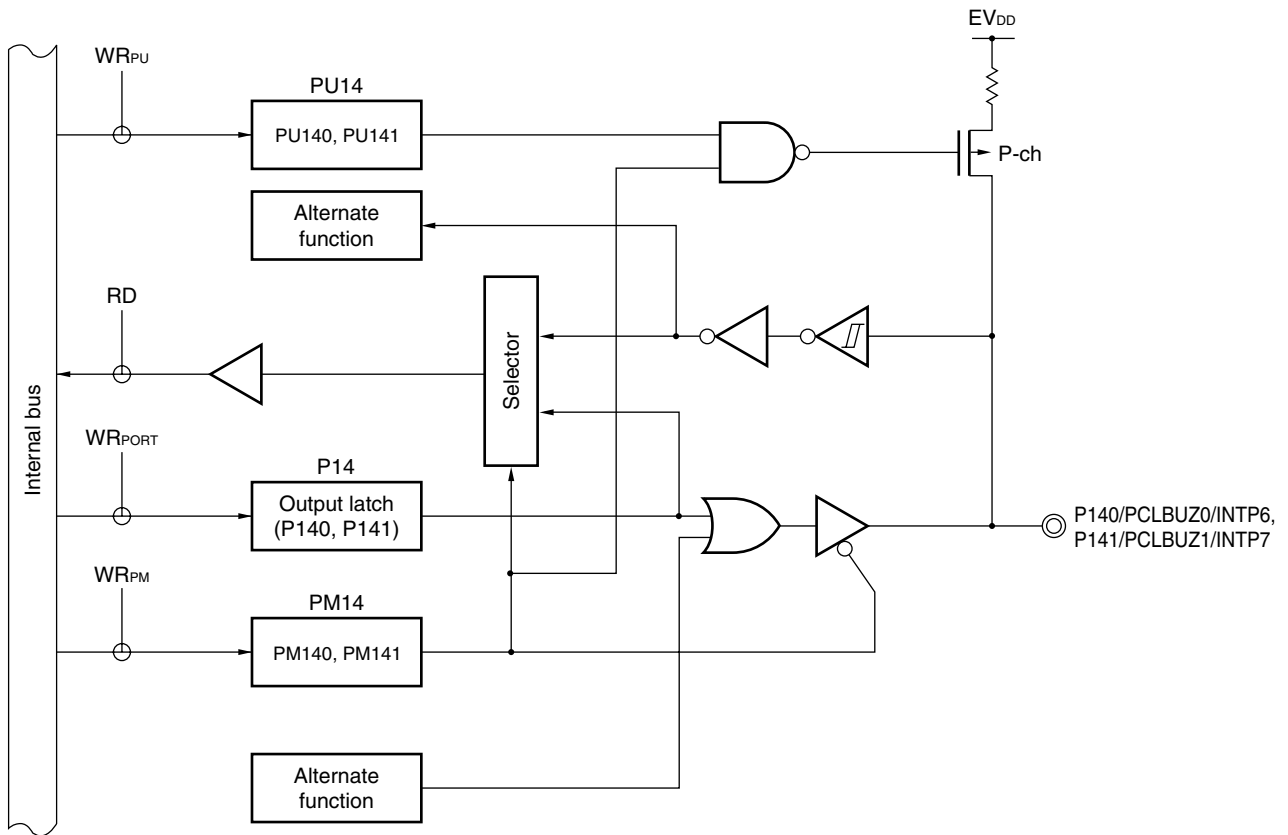 EVDD
WRPU
PU14
PU140, PU141
P-ch
Alternate
function
RD
Selector
Internal bus
WRPORT
P14
Output latch
(P140, P141)
P140/PCLBUZ0/INTP6,
P141/PCLBUZ1/INTP7
WRPM
PM14
PM140, PM141
Alternate
function